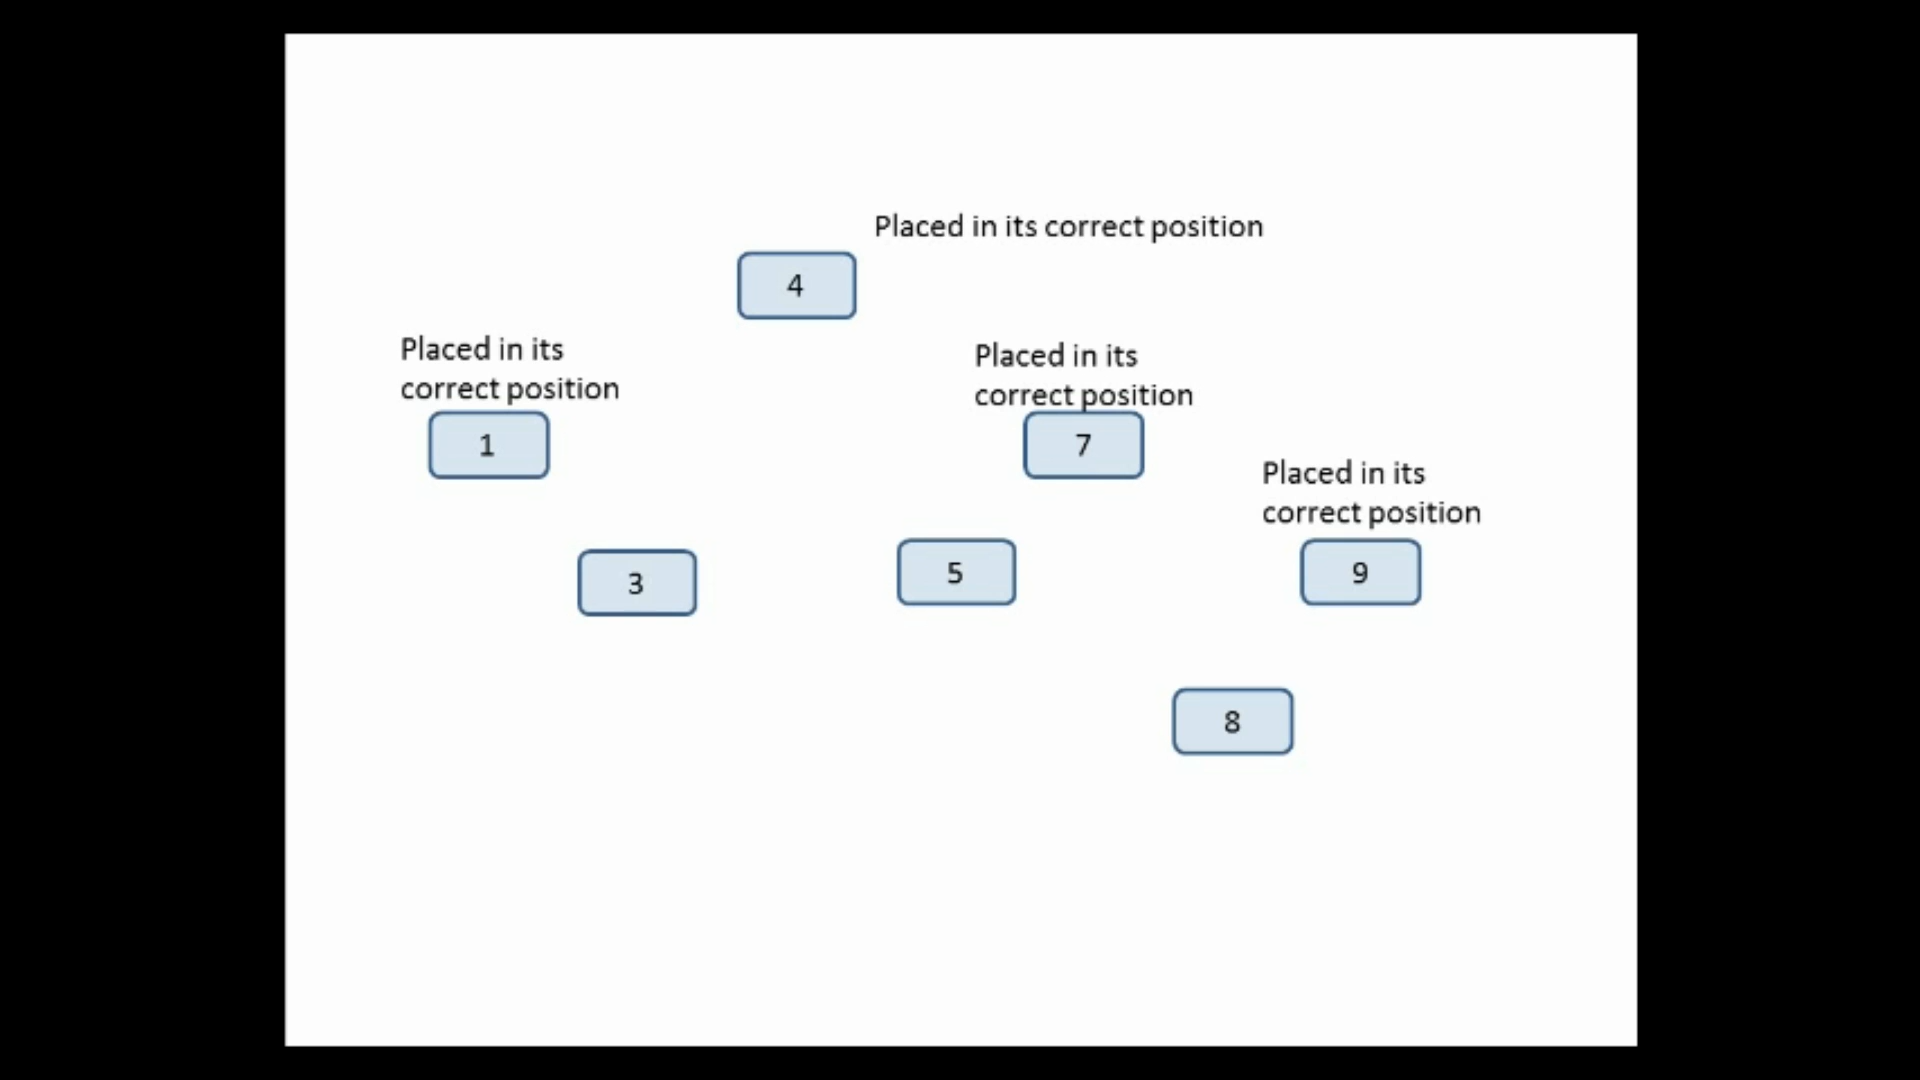 Placed in its correct position
4
Placed in its
correct position
1
Placed in its
correct position
7
Placed in its
correct position
3
5
9
8